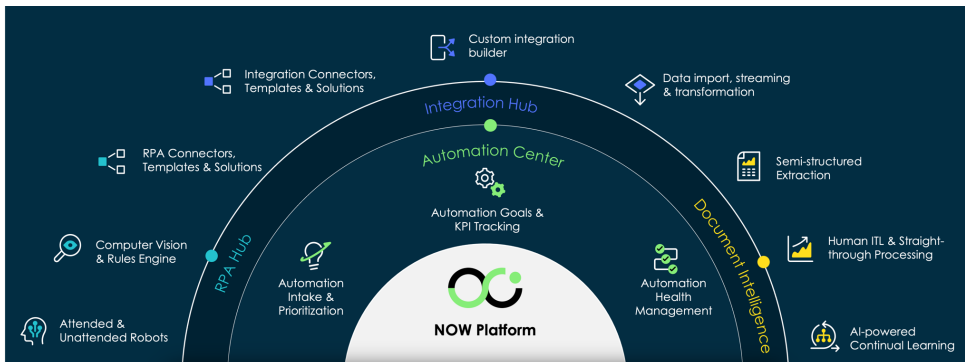 Custom integration
builder
Integration Connectors,
Templates & Solutions
Data import, streaming
& transformation
Integration Hub
RPA Connectors,
Templates & Solutions
Automation Center
Semi-structured
Extraction
Automation Goals &
KPI Tracking
Computer Vision
& Rules Engine
RPA Hub
Document Intelligence
Human ITL & Straight-
through Processing
Automation
Intake &
Prioritization
Automation
Health
Management
NOW Platform
Attended &
Unattended Robots
AI-powered
Continual Learning